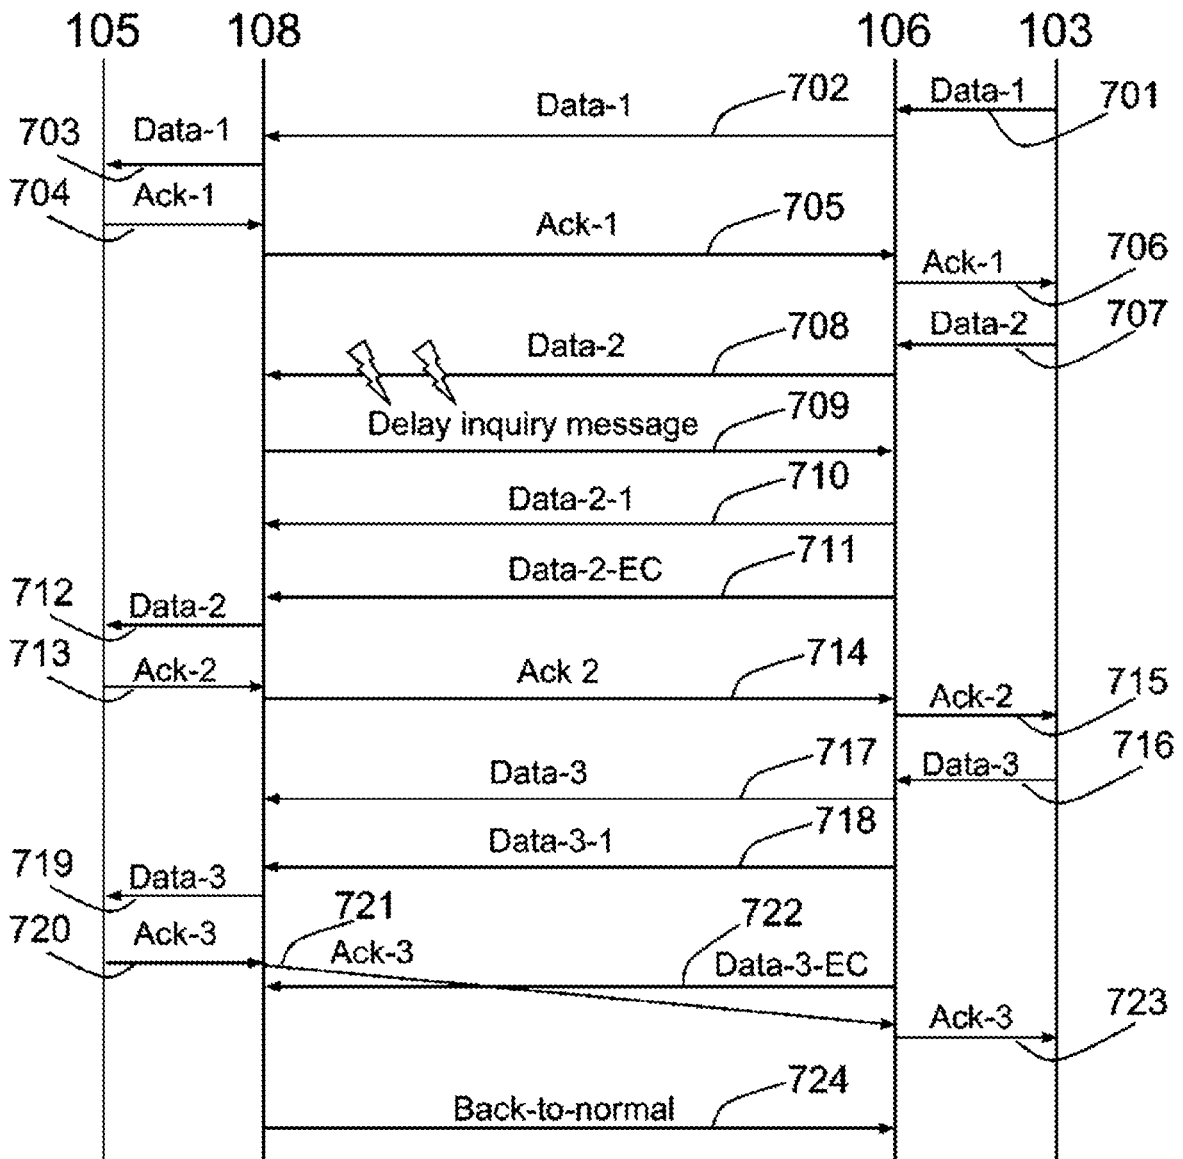 105 108 106 103
702 Data-1 701
Data-1
703 Data-1
704 Ack-1
705
Ack-1
706
Ack-1
708 Data-2 707
Data-2
Delay inquiry message 709
710
Data-2-1
711
Data-2-EC
712 Data-2
713 Ack-2
Ack 2 714
Ack-2 715
717 716
Data-3 Data-3
718
Data-3-1
719 Data-3
720 Ack-3
721 722
Ack-3 Data-3-EC
Ack-3 723
724
Back-to-normal